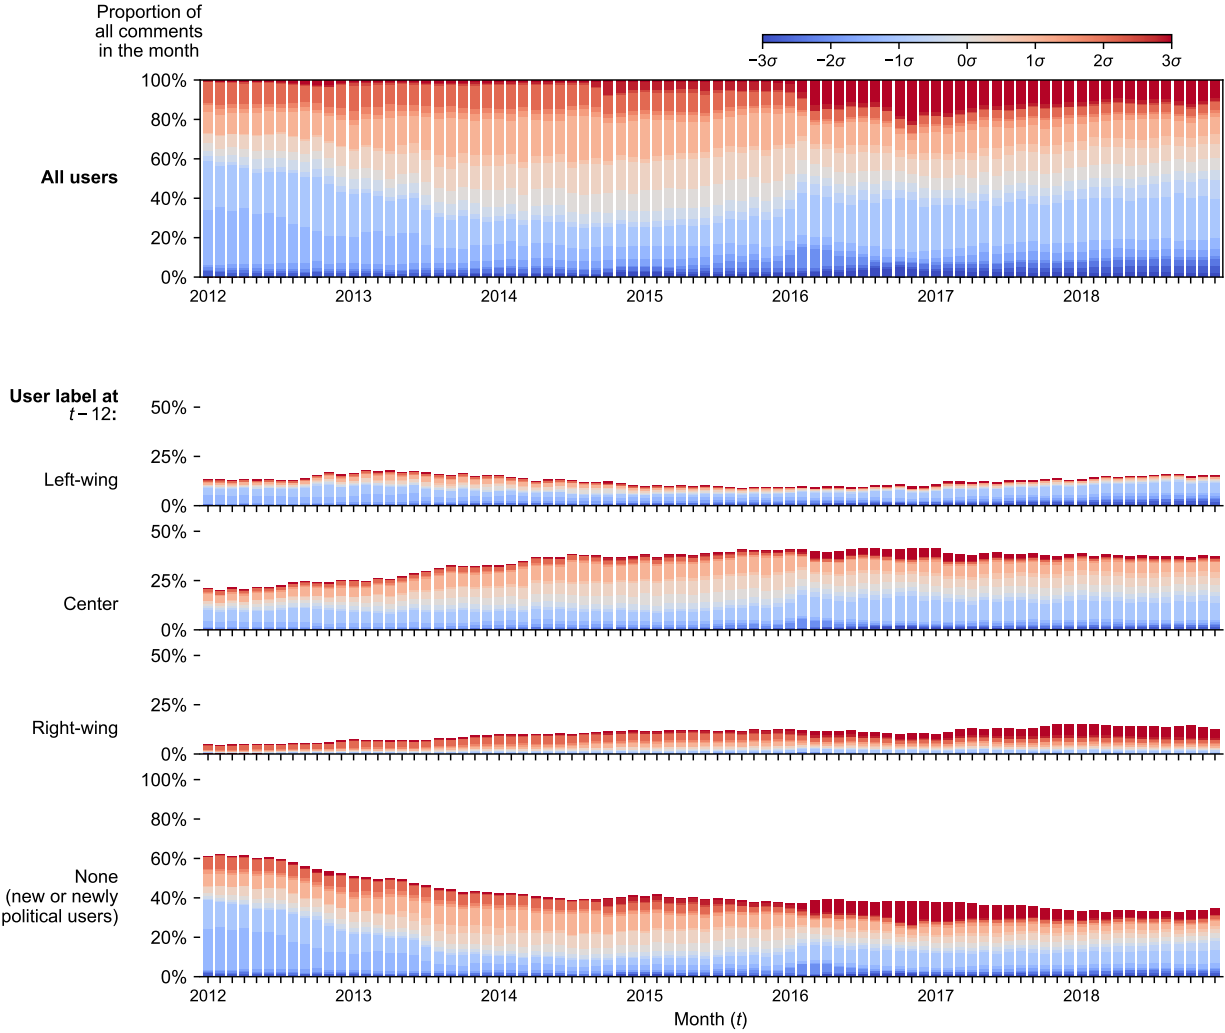 Proportion of
all comments
in the month
−3σ −2σ −1σ 0σ 1σ 2σ 3σ
100%
80%
60%
All users
40%
20%
0%
2012 2013 2014 2015 2016 2017 2018
User label at
t − 12:
50%
25%
Left-wing
0%
50%
25%
Center
0%
50%
25%
Right-wing
0%
100%
80%
60%
None
(new or newly
political users)
40%
20%
0%
2012 2013 2014 2015 2016 2017 2018
Month (t)